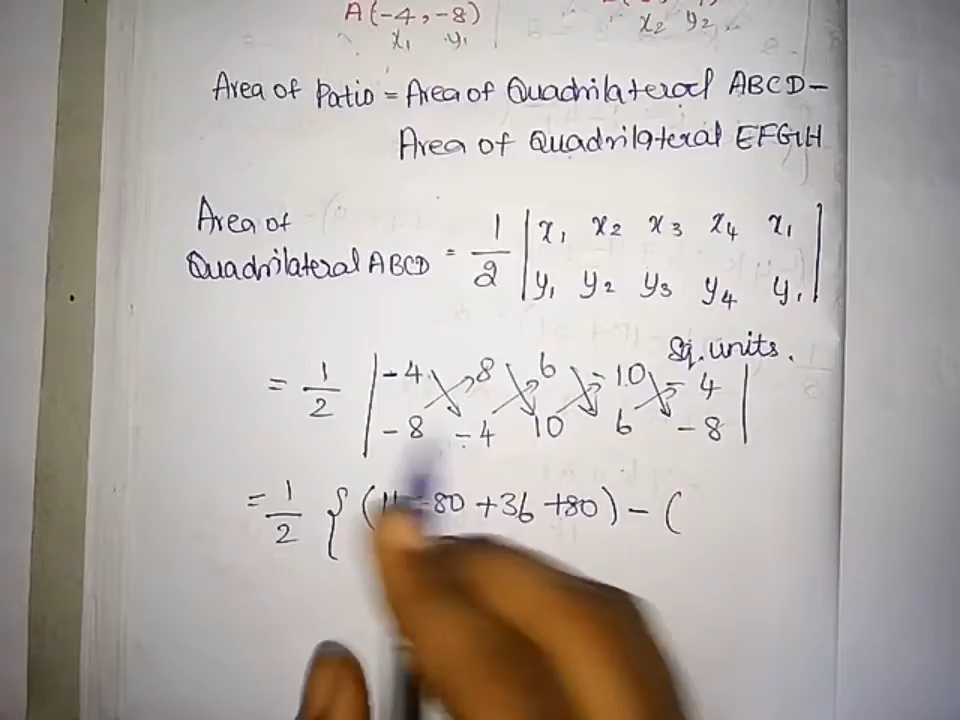 A(-4,-8)
x₁ y₁ x₂ y₂
Area of Patio = Area of Quadrilateral ABCD -
Area of Quadrilateral EFGH
Area of
Quadrilateral ABCD = 1/2 | x₁ x₂ x₃ x₄ x₁ |
| y₁ y₂ y₃ y₄ y₁ |
Sq. units.
= 1/2 | -4 8 6 -10 -4 |
| -8 -4 10 6 -8 |
= 1/2 { ( 80 + 36 + 80) - (